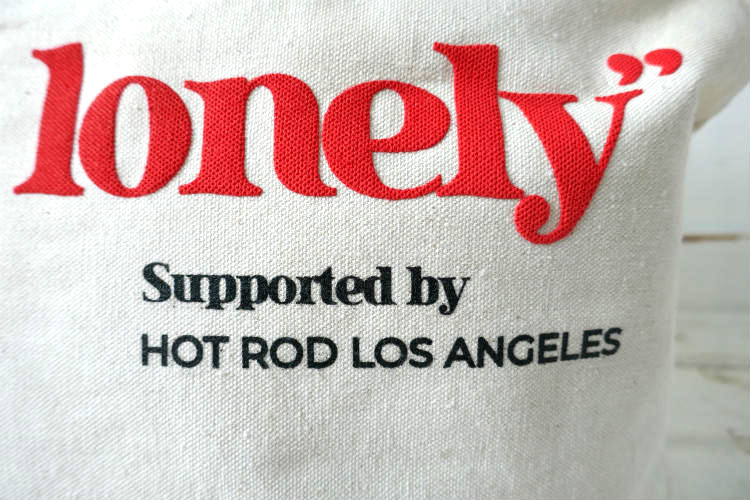 lonely”
Supported by
HOT ROD LOS ANGELES